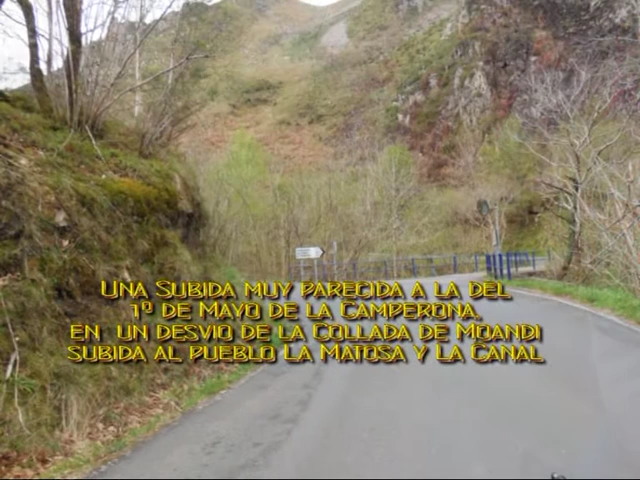 Una Subida muy parecida a la del
1º de Mayo de la Camperona.
en un desvio de la Collada de Moandi
subida al pueblo La Matosa y La Canal